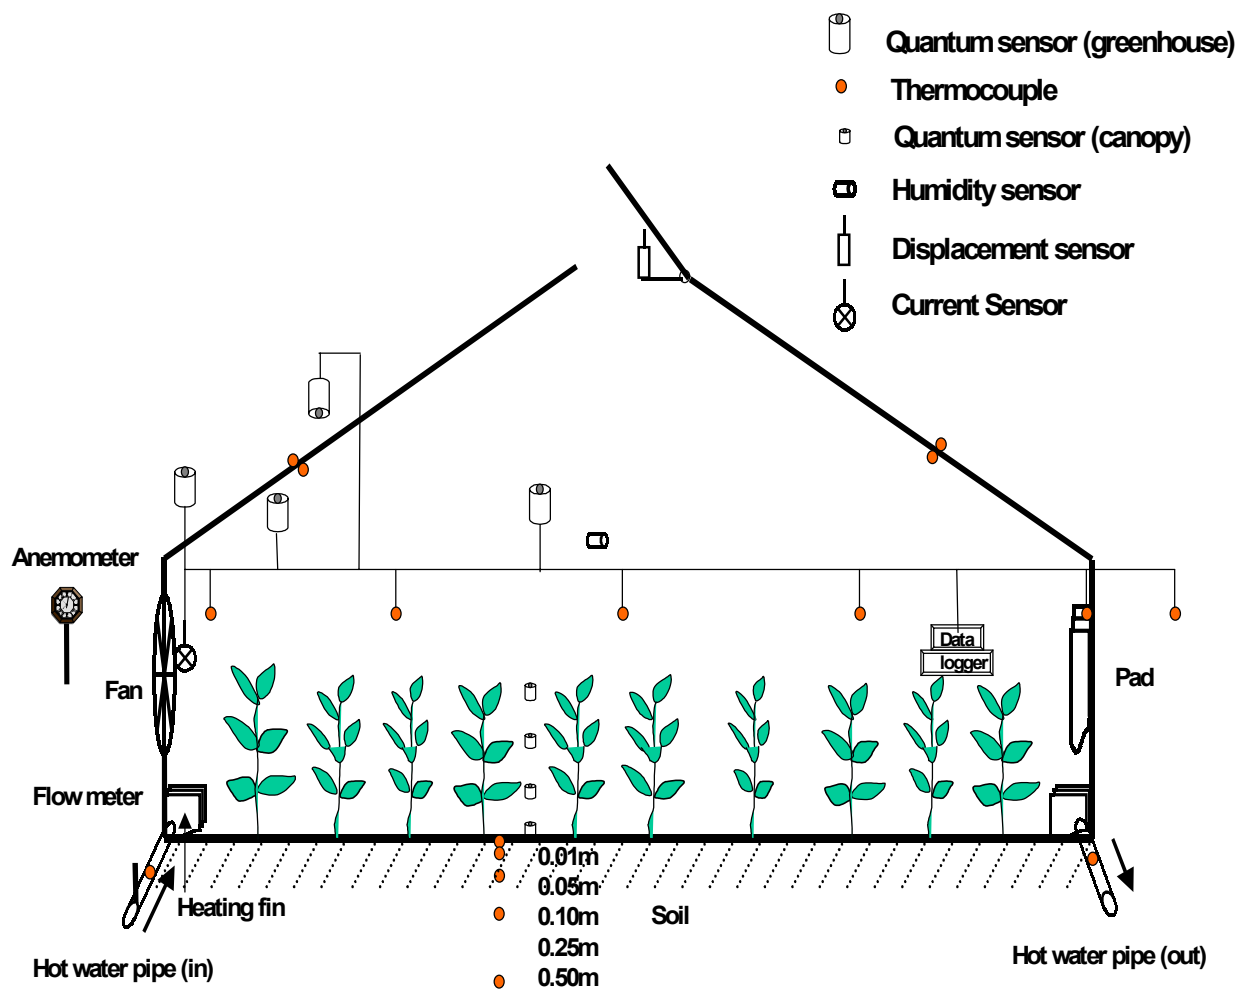 Quantum sensor (greenhouse)
Thermocouple
Quantum sensor (canopy)
Humidity sensor
Displacement sensor
Current Sensor
Anemometer
Data
logger
Fan
Pad
Flow meter
0.01m
0.05m
Heating fin
0.10m
Soil
0.25m
Hot water pipe (out)
Hot water pipe (in)
0.50m